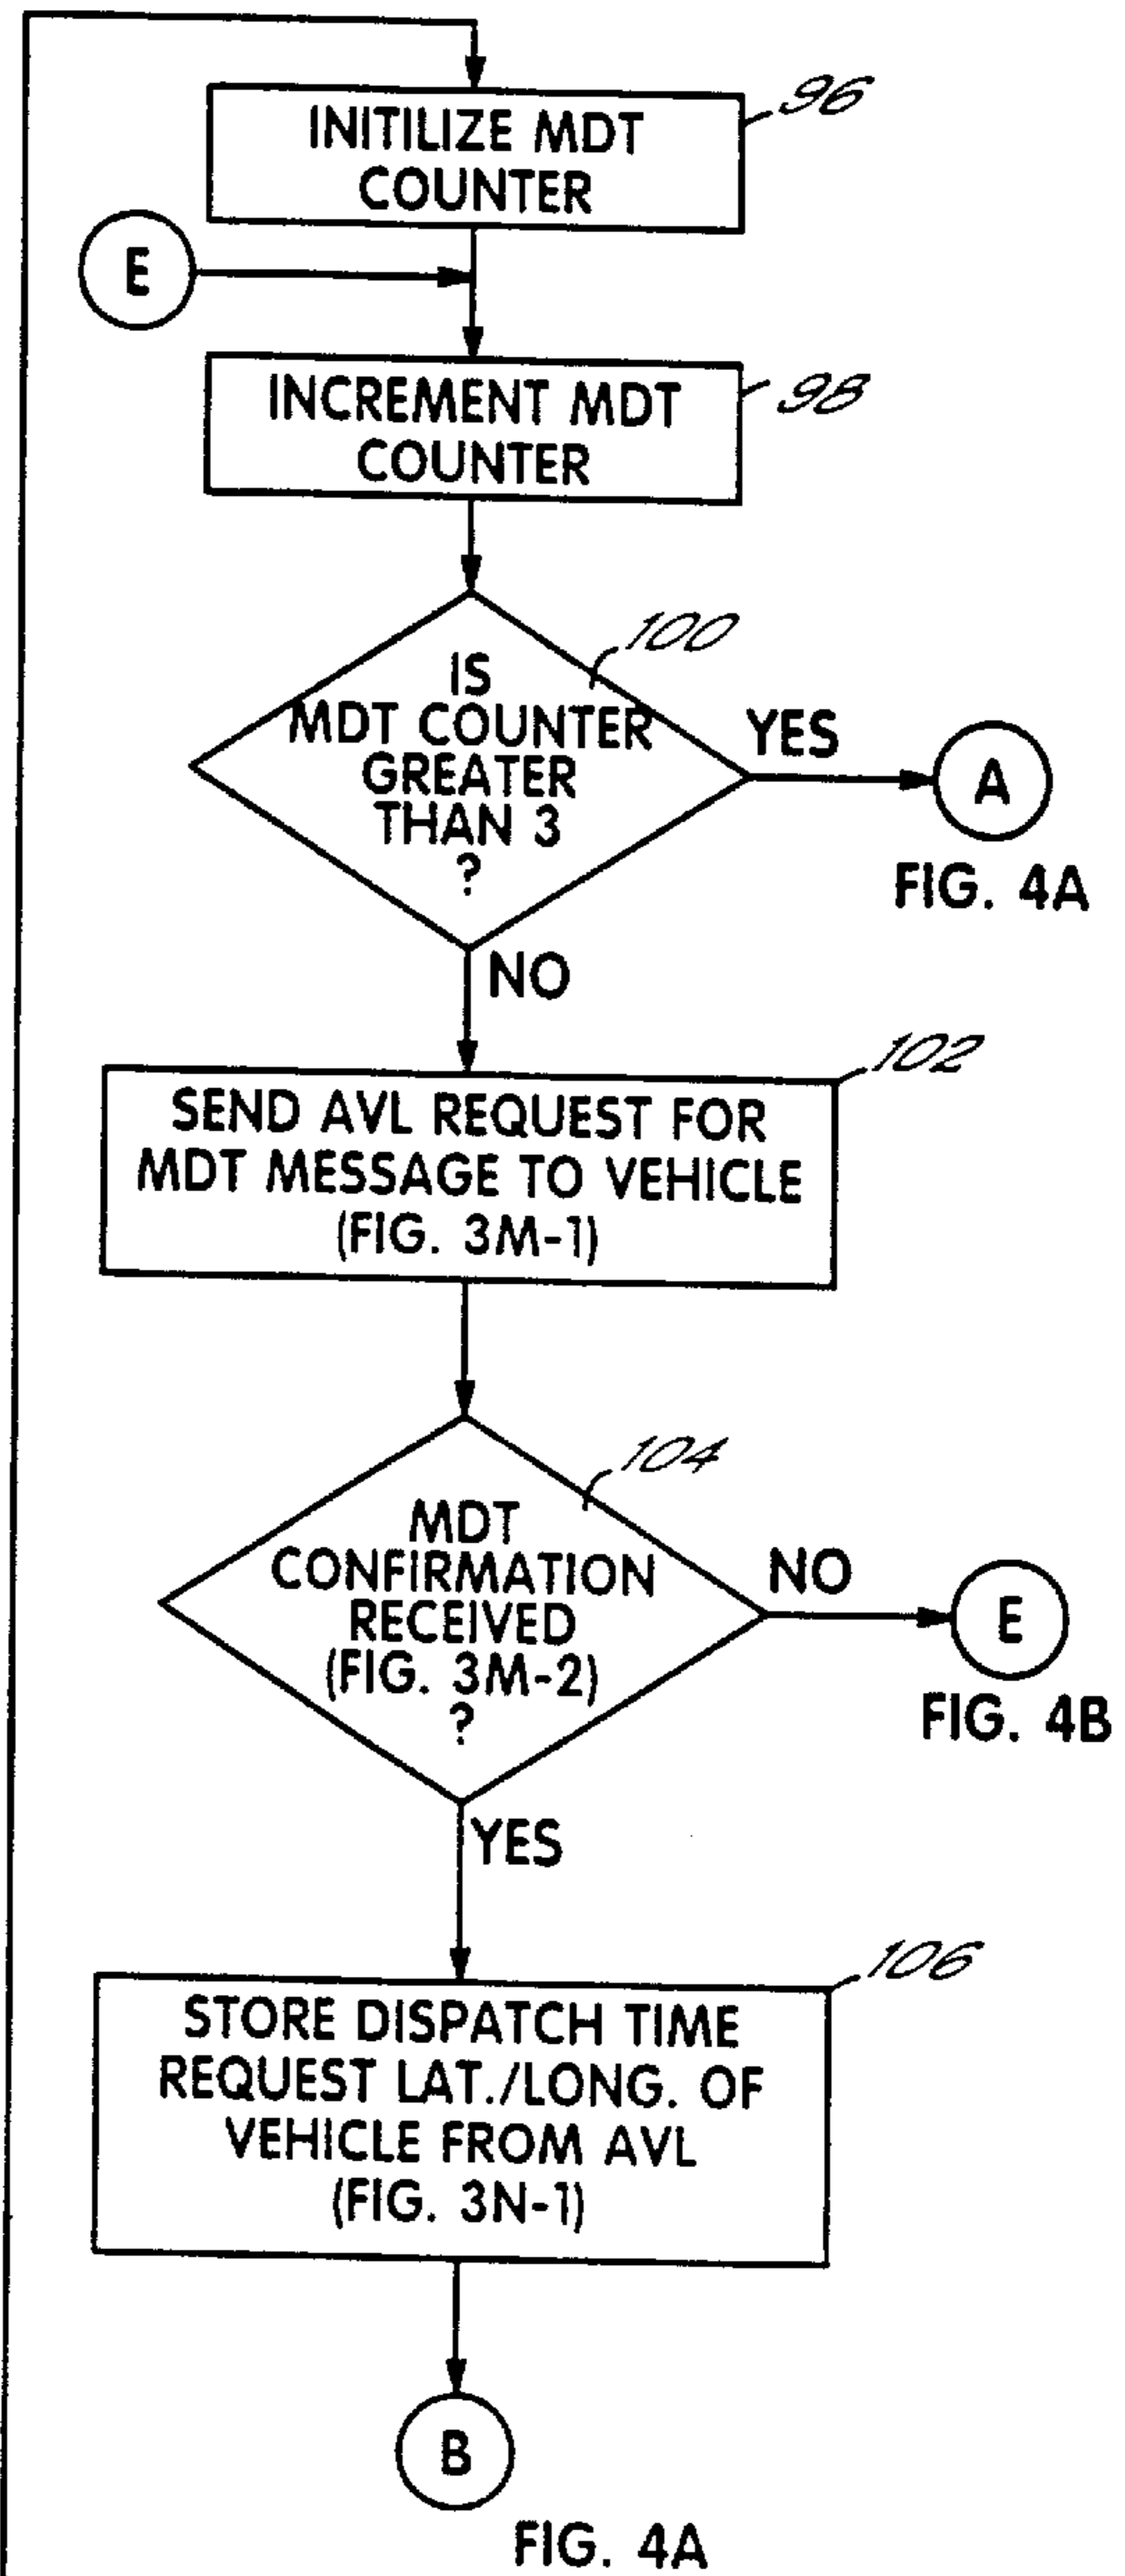 96
INITILIZE MDT
COUNTER
E
98
INCREMENT MDT
COUNTER
100
IS
MDT COUNTER
GREATER
THAN 3
?
YES
A
FIG. 4A
NO
102
SEND AVL REQUEST FOR
MDT MESSAGE TO VEHICLE
(FIG. 3M-1)
104
MDT
CONFIRMATION
RECEIVED
(FIG. 3M-2)
?
NO
E
FIG. 4B
YES
106
STORE DISPATCH TIME
REQUEST LAT./LONG. OF
VEHICLE FROM AVL
(FIG. 3N-1)
B
FIG. 4A